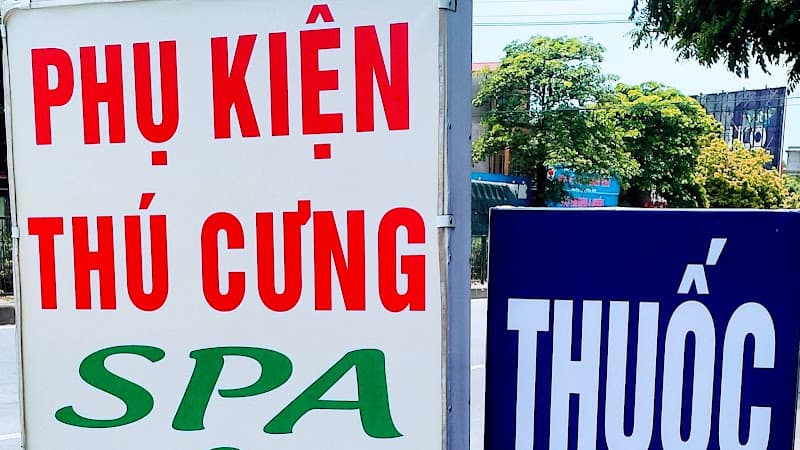 PHỤ KIỆN
THÚ CƯNG
SPA
THUỐC